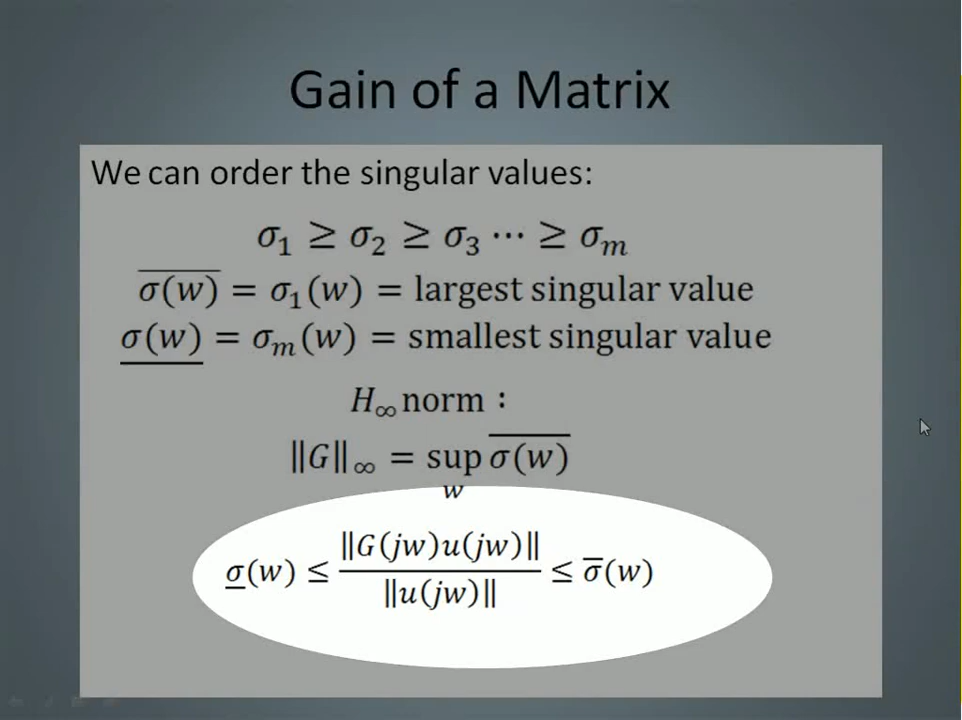 Gain of a Matrix
We can order the singular values:
σ₁ ≥ σ₂ ≥ σ₃ ⋯ ≥ σₘ
σ̅(̅w̅)̅ = σ₁(w) = largest singular value
σ̲(̲w̲)̲ = σₘ(w) = smallest singular value
H∞ norm :
‖G‖∞ = sup σ̅(̅w̅)̅
w
σ̲(w) ≤ ‖G(jw)u(jw)‖ / ‖u(jw)‖ ≤ σ̅(w)